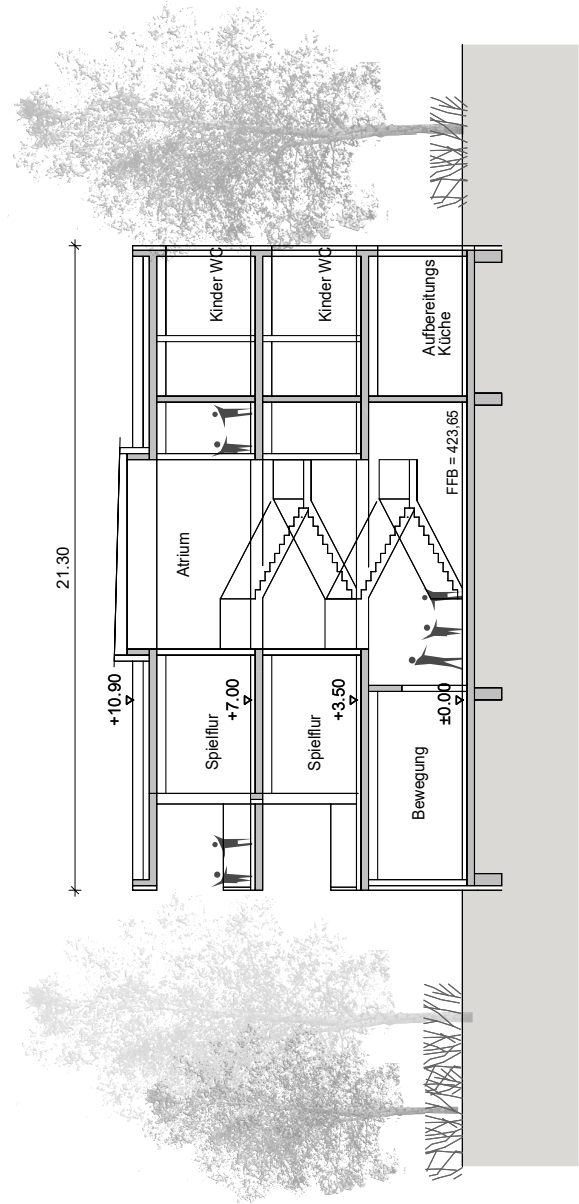 21.30
+10.90
Atrium
Spielflur
+7.00
Kinder WC
Spielflur
+3.50
Kinder WC
Bewegung
±0.00
FFB = 423,65
Aufbereitungs
Küche